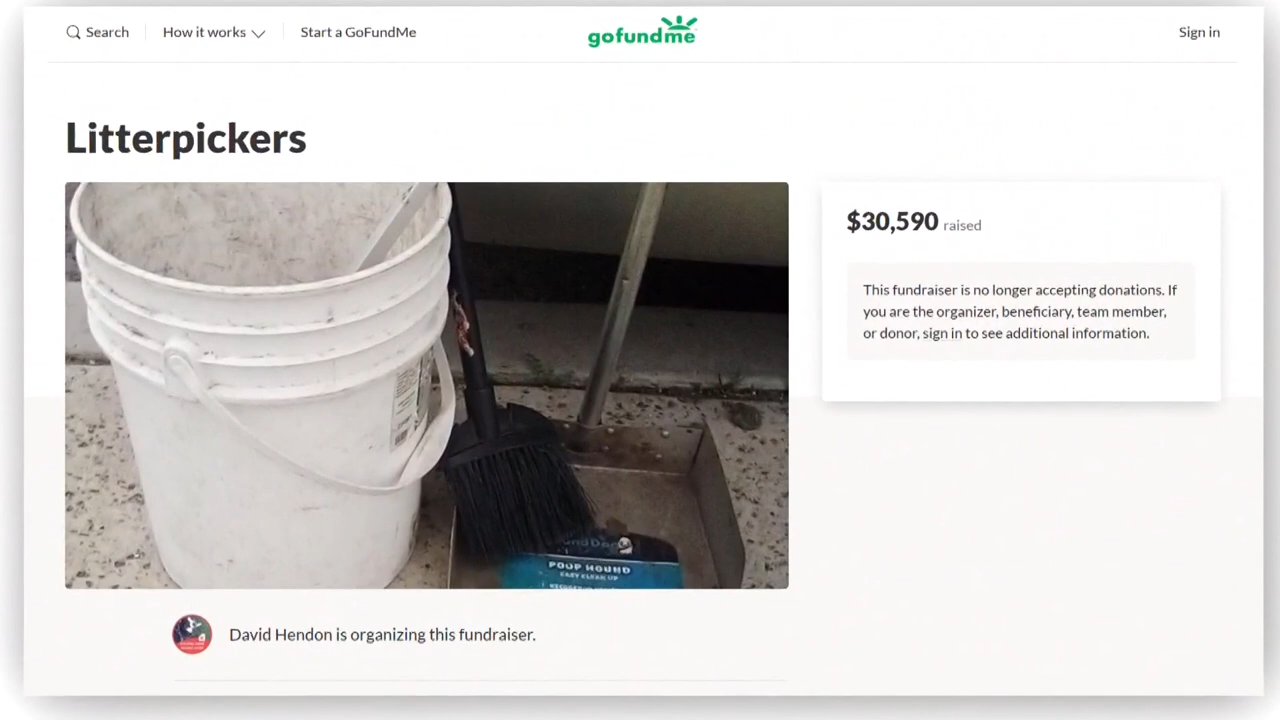 Search
How it works
Start a GoFundMe
gofundme
Sign in
Litterpickers
$30,590 raised
This fundraiser is no longer accepting donations. If
you are the organizer, beneficiary, team member,
or donor, sign in to see additional information.
POOP HOUND
EASY CLEAN UP
David Hendon is organizing this fundraiser.